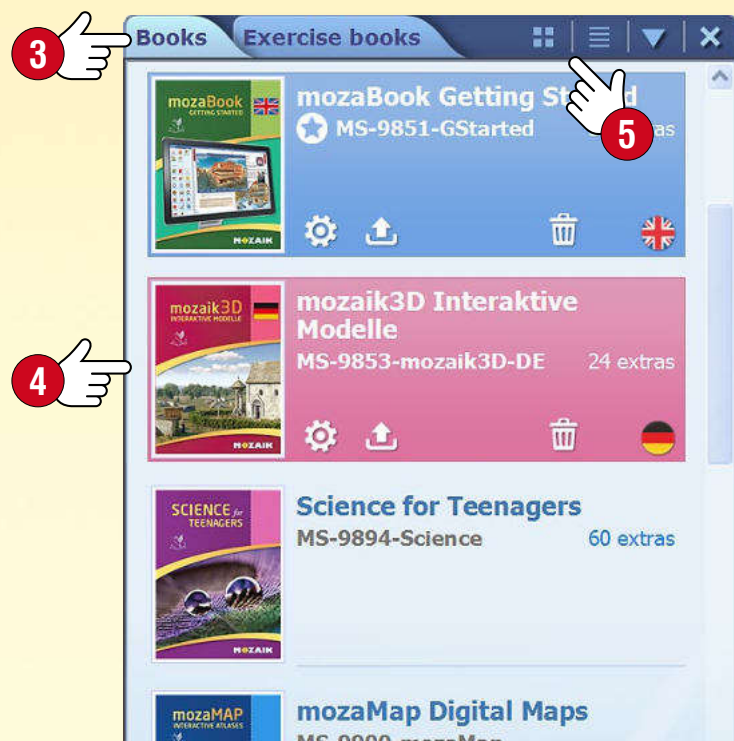 3
Books
Exercise books
mozaBook
GETTING STARTED
MOZAIK
mozaBook Getting
MS-9851-GStarted
5
4
mozaik3D
INTERAKTIVE MODELLE
MOZAIK
mozaik3D Interaktive
Modelle
MS-9853-mozaik3D-DE
24 extras
SCIENCE for
TEENAGERS
MOZAIK
Science for Teenagers
MS-9894-Science
60 extras
mozaMAP
INTERACTIVE ATLASES
mozaMap Digital Maps